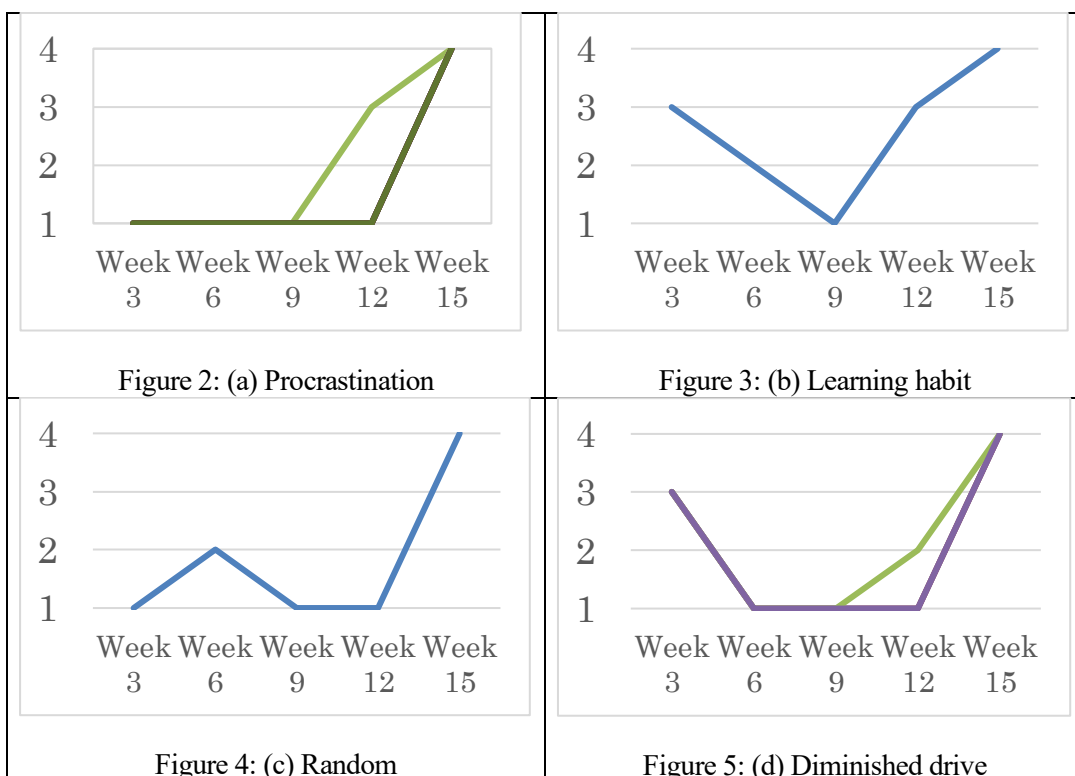 4
3
2
1
Week Week Week Week Week
3 6 9 12 15
Figure 2: (a) Procrastination
4
3
2
1
Week Week Week Week Week
3 6 9 12 15
Figure 3: (b) Learning habit
4
3
2
1
Week Week Week Week Week
3 6 9 12 15
Figure 4: (c) Random
4
3
2
1
Week Week Week Week Week
3 6 9 12 15
Figure 5: (d) Diminished drive